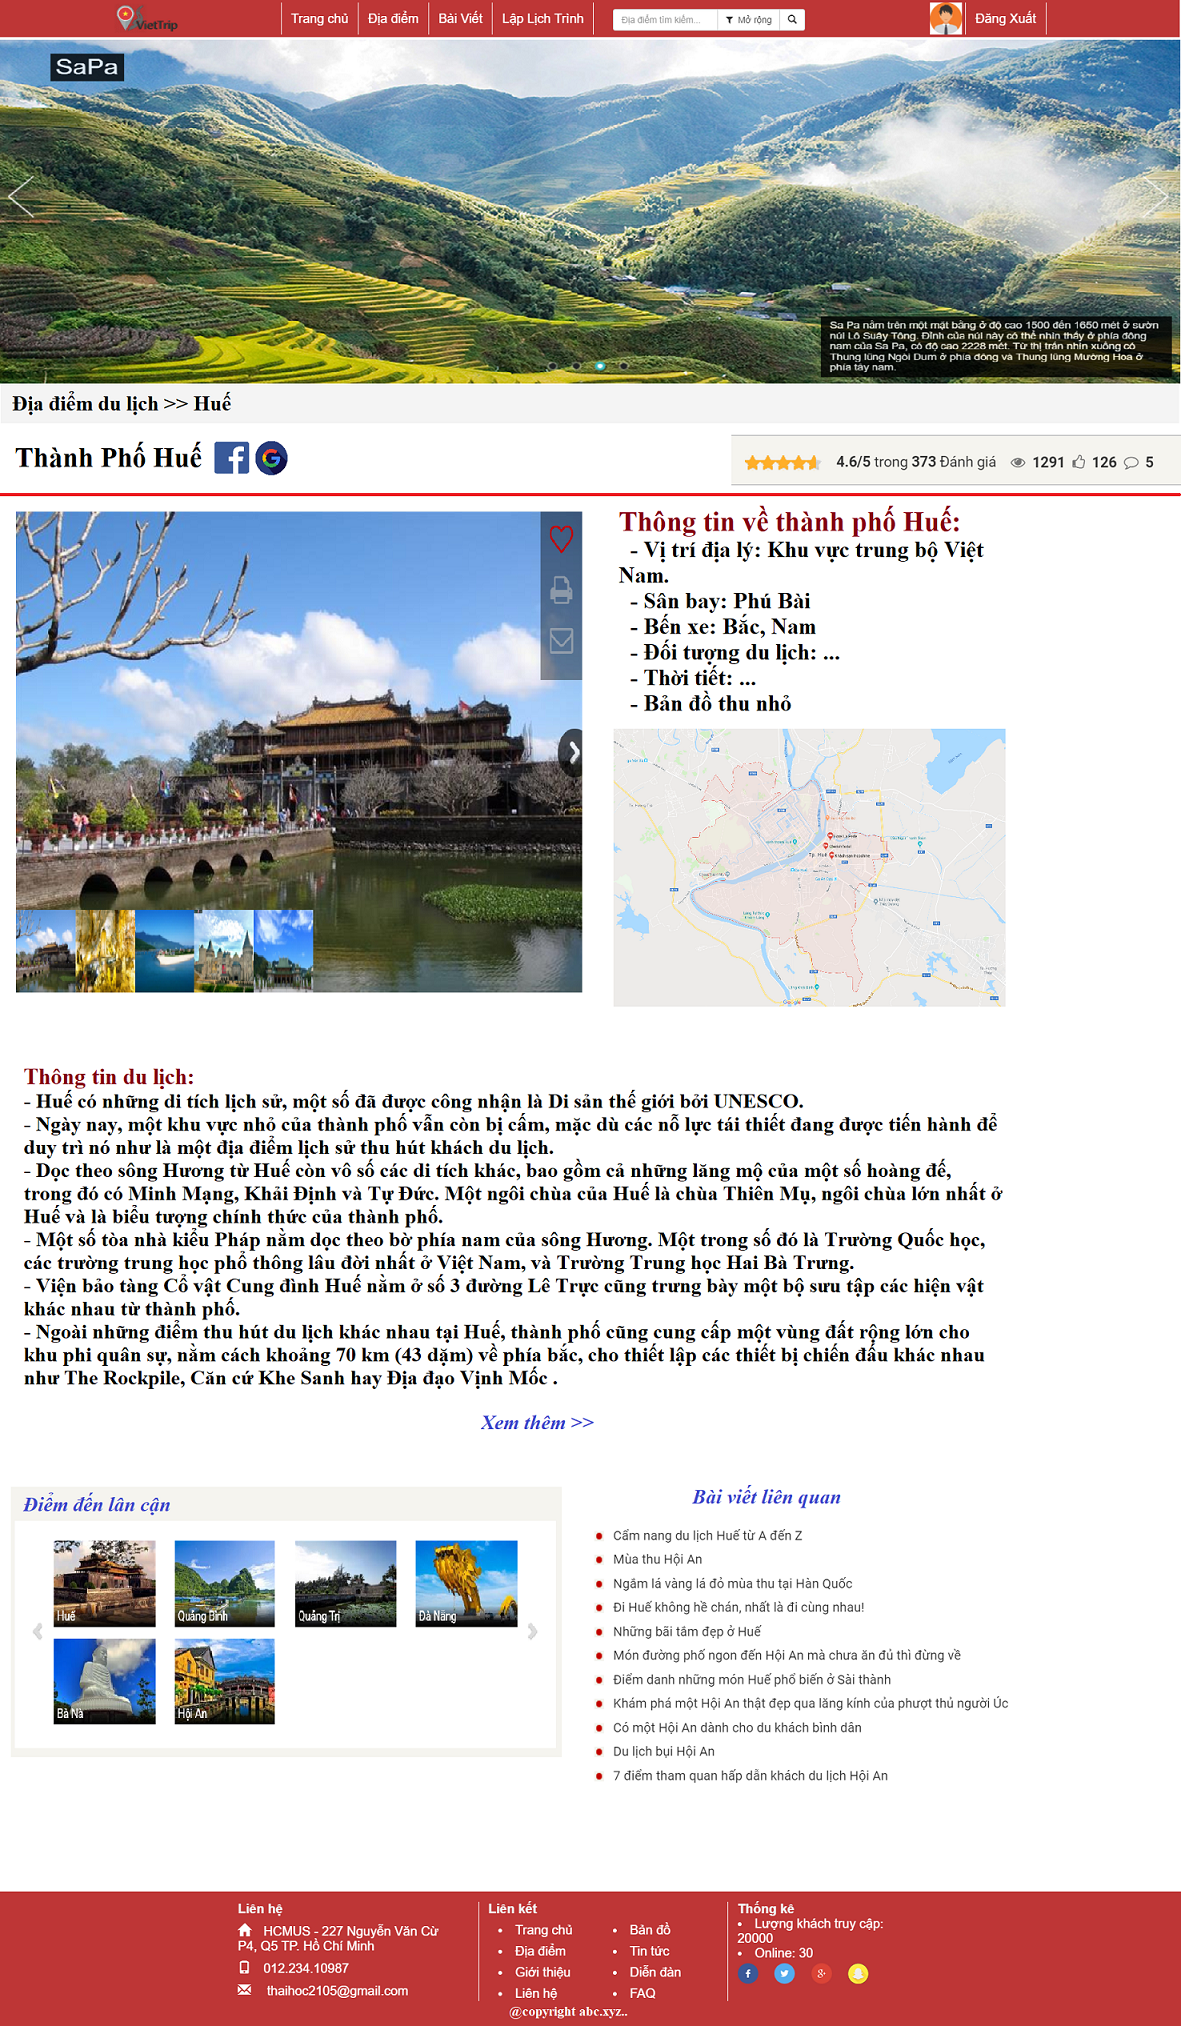 VietTrip
Trang chủ
Địa điểm
Bài Viết
Lập Lịch Trình
Địa điểm tìm kiếm...
Mở rộng
Đăng Xuất
SaPa
Sa Pa nằm trên một mặt bằng ở độ cao 1500 đến 1650 mét ở sườn
núi Lô Suây Tông. Đỉnh của núi này có thể nhìn thấy ở phía đông
nam của Sa Pa, có độ cao 2228 mét. Từ thị trấn nhìn xuống có
Thung lũng Ngòi Dum ở phía đông và Thung lũng Mường Hoa ở
phía tây nam.
Địa điểm du lịch >> Huế
Thành Phố Huế
4.6/5 trong 373 Đánh giá 1291 126 5
Thông tin về thành phố Huế:
- Vị trí địa lý: Khu vực trung bộ Việt
Nam.
- Sân bay: Phú Bài
- Bến xe: Bắc, Nam
- Đối tượng du lịch: ...
- Thời tiết: ...
- Bản đồ thu nhỏ
Tp. Huế
Google
Thông tin du lịch:
- Huế có những di tích lịch sử, một số đã được công nhận là Di sản thế giới bởi UNESCO.
- Ngày nay, một khu vực nhỏ của thành phố vẫn còn bị cấm, mặc dù các nỗ lực tái thiết đang được tiến hành để
duy trì nó như là một địa điểm lịch sử thu hút khách du lịch.
- Dọc theo sông Hương từ Huế còn vô số các di tích khác, bao gồm cả những lăng mộ của một số hoàng đế,
trong đó có Minh Mạng, Khải Định và Tự Đức. Một ngôi chùa của Huế là chùa Thiên Mụ, ngôi chùa lớn nhất ở
Huế và là biểu tượng chính thức của thành phố.
- Một số tòa nhà kiểu Pháp nằm dọc theo bờ phía nam của sông Hương. Một trong số đó là Trường Quốc học,
các trường trung học phổ thông lâu đời nhất ở Việt Nam, và Trường Trung học Hai Bà Trưng.
- Viện bảo tàng Cổ vật Cung đình Huế nằm ở số 3 đường Lê Trực cũng trưng bày một bộ sưu tập các hiện vật
khác nhau từ thành phố.
- Ngoài những điểm thu hút du lịch khác nhau tại Huế, thành phố cũng cung cấp một vùng đất rộng lớn cho
khu phi quân sự, nằm cách khoảng 70 km (43 dặm) về phía bắc, cho thiết lập các thiết bị chiến đấu khác nhau
như The Rockpile, Căn cứ Khe Sanh hay Địa đạo Vịnh Mốc .
Xem thêm >>
Điểm đến lân cận
Huế
Quảng Bình
Quảng Trị
Đà Nẵng
Bà Nà
Hội An
Bài viết liên quan
Cẩm nang du lịch Huế từ A đến Z
Mùa thu Hội An
Ngắm lá vàng lá đỏ mùa thu tại Hàn Quốc
Đi Huế không hề chán, nhất là đi cùng nhau!
Những bãi tắm đẹp ở Huế
Món đường phố ngon đến Hội An mà chưa ăn đủ thì đừng về
Điểm danh những món Huế phổ biến ở Sài thành
Khám phá một Hội An thật đẹp qua lăng kính của phượt thủ người Úc
Có một Hội An dành cho du khách bình dân
Du lịch bụi Hội An
7 điểm tham quan hấp dẫn khách du lịch Hội An
Liên hệ
HCMUS - 227 Nguyễn Văn Cừ
P4, Q5 TP. Hồ Chí Minh
012.234.10987
thaihoc2105@gmail.com
Liên kết
Trang chủ
Địa điểm
Giới thiệu
Liên hệ
Bản đồ
Tin tức
Diễn đàn
FAQ
Thống kê
Lượng khách truy cập:
20000
Online: 30
@copyright abc.xyz..